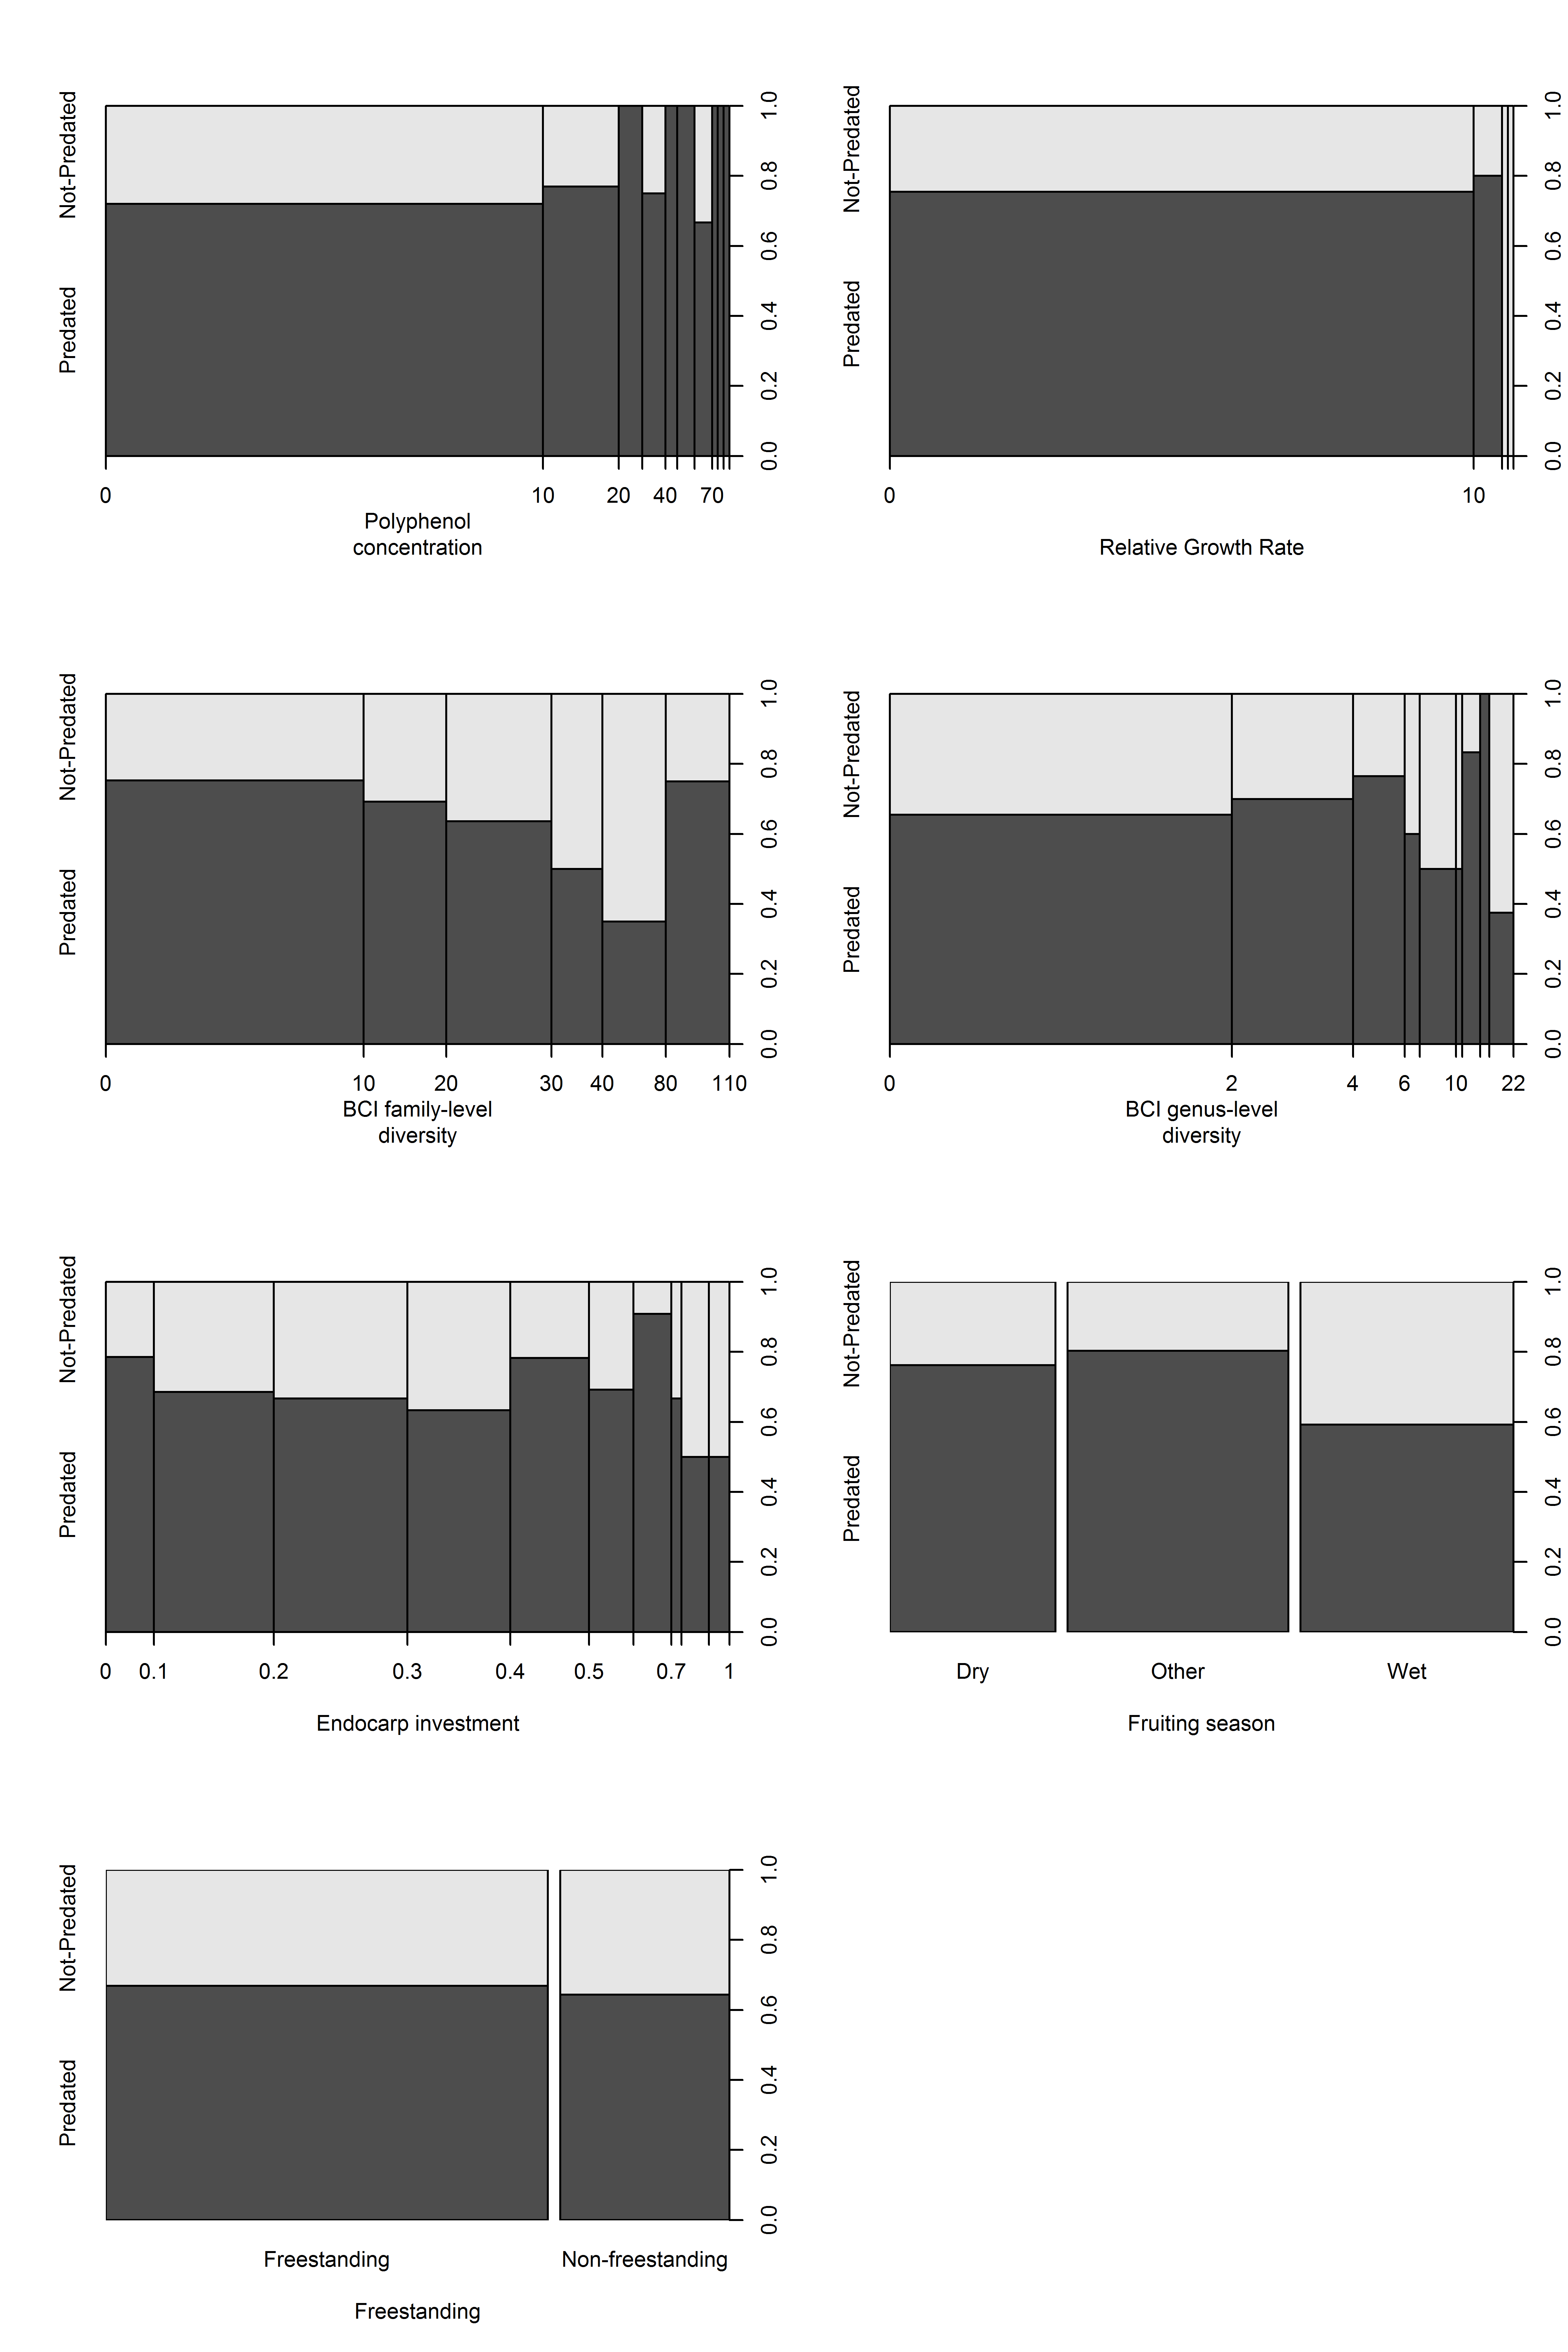 Not-Predated
Predated
0.0 0.2 0.4 0.6 0.8 1.0
0 10 20 40 70
Polyphenol
concentration
Not-Predated
Predated
0.0 0.2 0.4 0.6 0.8 1.0
0 10
Relative Growth Rate
Not-Predated
Predated
0.0 0.2 0.4 0.6 0.8 1.0
0 10 20 30 40 80 110
BCI family-level
diversity
Not-Predated
Predated
0.0 0.2 0.4 0.6 0.8 1.0
0 2 4 6 10 22
BCI genus-level
diversity
Not-Predated
Predated
0.0 0.2 0.4 0.6 0.8 1.0
0 0.1 0.2 0.3 0.4 0.5 0.7 1
Endocarp investment
Not-Predated
Predated
0.0 0.2 0.4 0.6 0.8 1.0
Dry Other Wet
Fruiting season
Not-Predated
Predated
0.0 0.2 0.4 0.6 0.8 1.0
Freestanding Non-freestanding
Freestanding